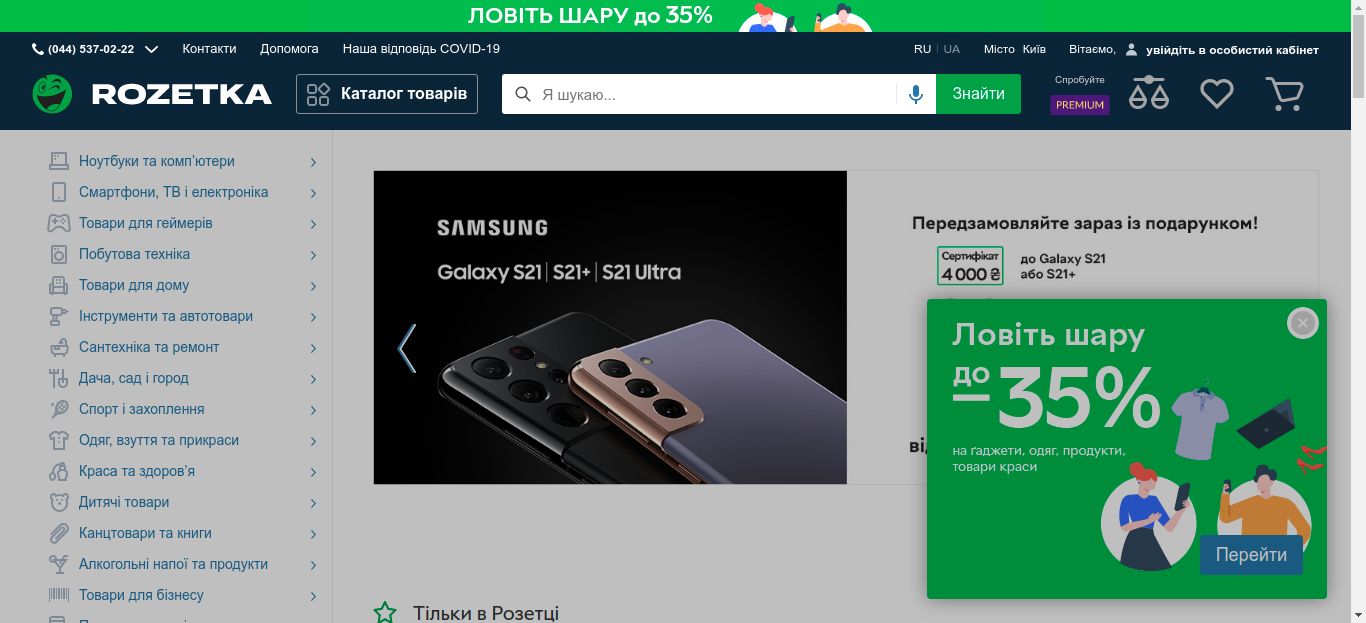 ЛОВІТЬ ШАРУ до 35%
(044) 537-02-22
Контакти
Допомога
Наша відповідь COVID-19
RU | UA
Місто Київ
Вітаємо, увійдіть в особистий кабінет
ROZETKA
Каталог товарів
Я шукаю...
Знайти
Спробуйте
PREMIUM
Ноутбуки та комп'ютери
Смартфони, ТВ і електроніка
Товари для геймерів
Побутова техніка
Товари для дому
Інструменти та автотовари
Сантехніка та ремонт
Дача, сад і город
Спорт і захоплення
Одяг, взуття та прикраси
Краса та здоров'я
Дитячі товари
Канцтовари та книги
Алкогольні напої та продукти
Товари для бізнесу
SAMSUNG
Galaxy S21 | S21+ | S21 Ultra
Передзамовляйте зараз із подарунком!
Сертифікат
4 000 ₴
до Galaxy S21
або S21+
Ловіть шару
до
–35%
на ґаджети, одяг, продукти,
товари краси
Перейти
Тільки в Розетці